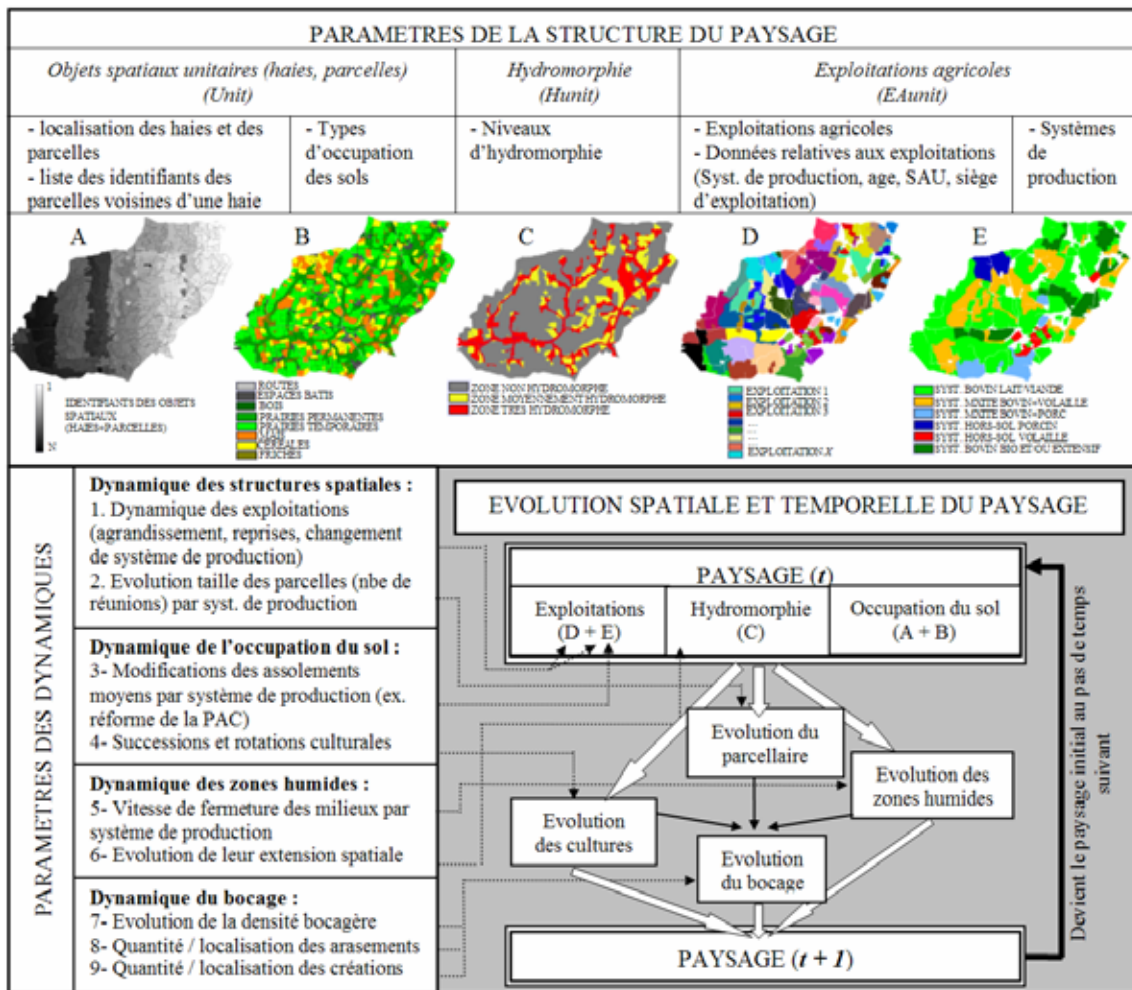 PARAMETRES DE LA STRUCTURE DU PAYSAGE
Objets spatiaux unitaires (haies, parcelles)
(Unit)
Hydromorphie
(Hunit)
Exploitations agricoles
(EAunit)
- localisation des haies et des
parcelles
- liste des identifiants des
parcelles voisines d'une haie
- Types
d'occupation
des sols
- Niveaux
d'hydromorphie
- Exploitations agricoles
- Données relatives aux exploitations
(Syst. de production, age, SAU, siège
d'exploitation)
- Systèmes
de
production
A
B
C
D
E
1
N
IDENTIFIANTS DES OBJETS
SPATIAUX
(HAIES+PARCELLES)
ROUTES
ESPACES BATIS
BOIS
PRAIRIES PERMANENTES
PRAIRIES TEMPORAIRES
CEREALES
FRICHES
ZONE NON HYDROMORPHE
ZONE MOYENNEMENT HYDROMORPHE
ZONE TRES HYDROMORPHE
EXPLOITATION 1
EXPLOITATION 2
EXPLOITATION 3
...
...
...
EXPLOITATION X
SYST. BOVIN LAIT/VIANDE
SYST. MIXTE BOVIN+VOLAILLE
SYST. MIXTE BOVIN+PORC
SYST. HORS-SOL PORCIN
SYST. HORS-SOL VOLAILLE
SYST. BOVIN BIO ET/OU EXTENSIF
PARAMETRES DES DYNAMIQUES
Dynamique des structures spatiales :
1. Dynamique des exploitations
(agrandissement, reprises, changement
de système de production)
2. Evolution taille des parcelles (nbe de
réunions) par syst. de production
Dynamique de l'occupation du sol :
3- Modifications des assolements
moyens par système de production (ex.
réforme de la PAC)
4- Successions et rotations culturales
Dynamique des zones humides :
5- Vitesse de fermeture des milieux par
système de production
6- Evolution de leur extension spatiale
Dynamique du bocage :
7- Evolution de la densité bocagère
8- Quantité / localisation des arasements
9- Quantité / localisation des créations
EVOLUTION SPATIALE ET TEMPORELLE DU PAYSAGE
PAYSAGE (t)
Exploitations
(D + E)
Hydromorphie
(C)
Occupation du sol
(A + B)
Evolution du
parcellaire
Evolution des
zones humides
Evolution
des cultures
Evolution
du bocage
PAYSAGE (t + 1)
Devient le paysage initial au pas de temps
suivant